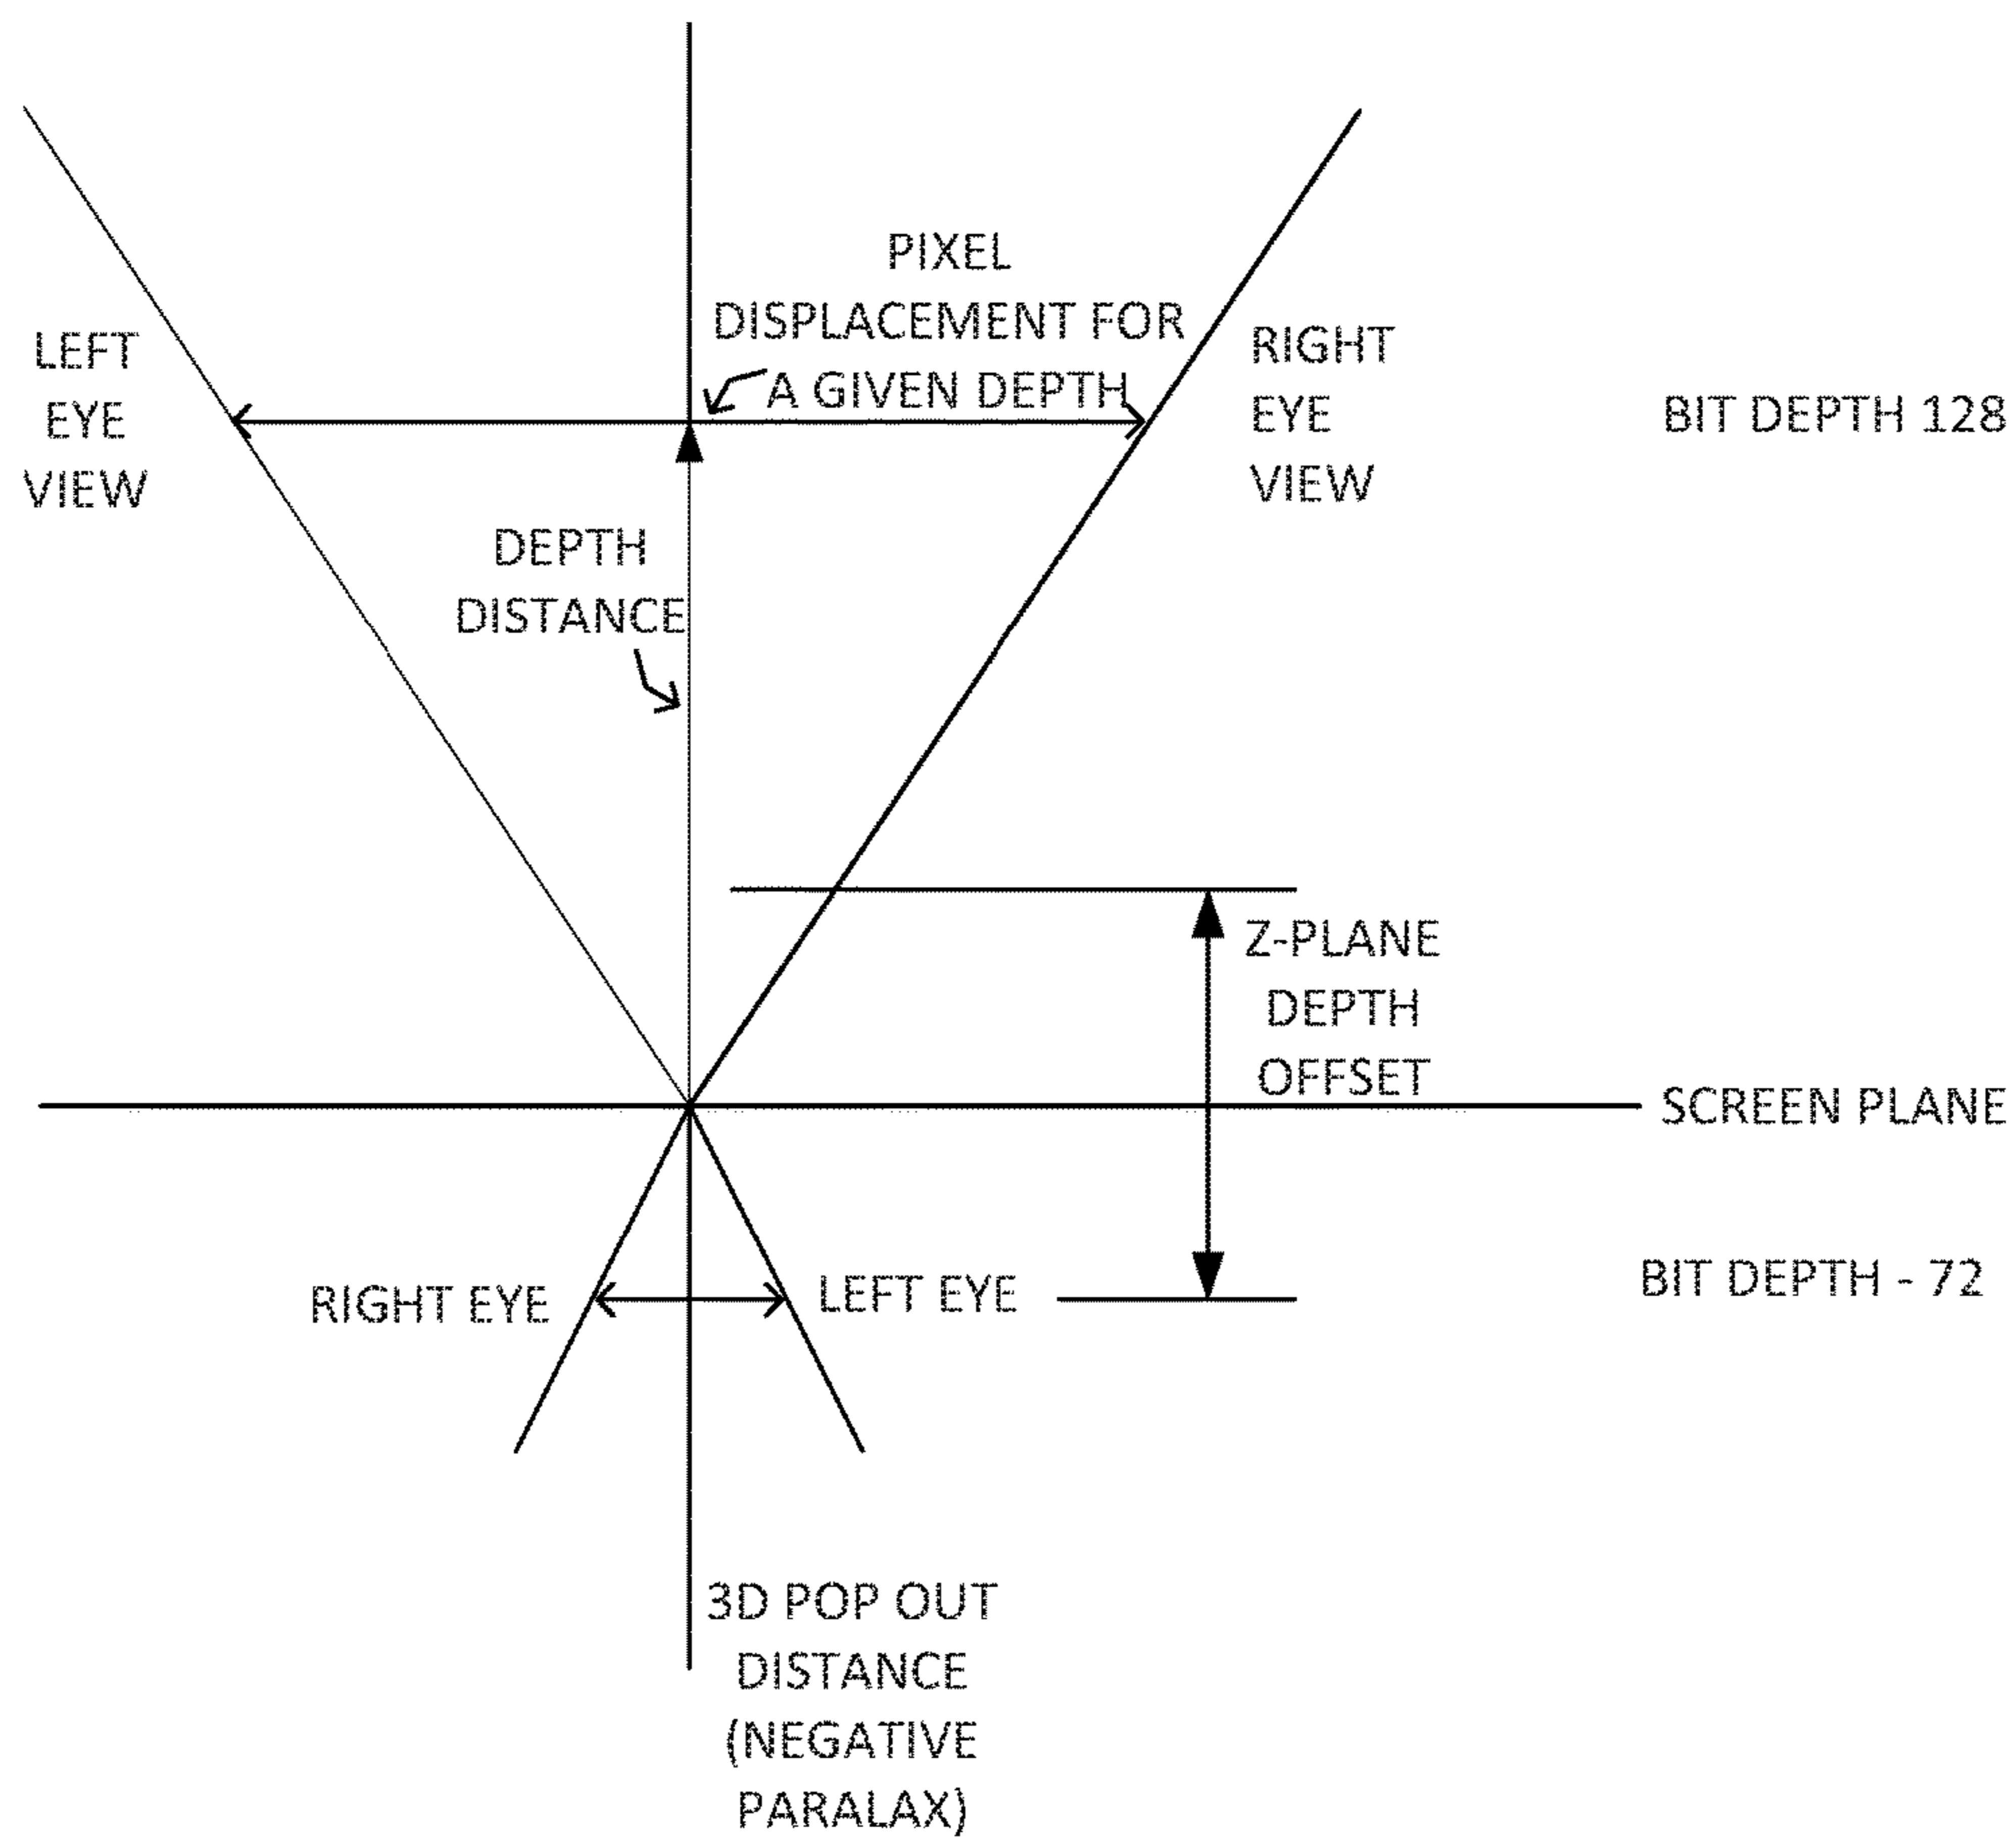 PIXEL
DISPLACEMENT FOR
A GIVEN DEPTH
LEFT
EYE
VIEW
RIGHT
EYE
VIEW
BIT DEPTH 128
DEPTH
DISTANCE
Z-PLANE
DEPTH
OFFSET
SCREEN PLANE
BIT DEPTH - 72
RIGHT EYE
LEFT EYE
3D POP OUT
DISTANCE
(NEGATIVE
PARALAX)